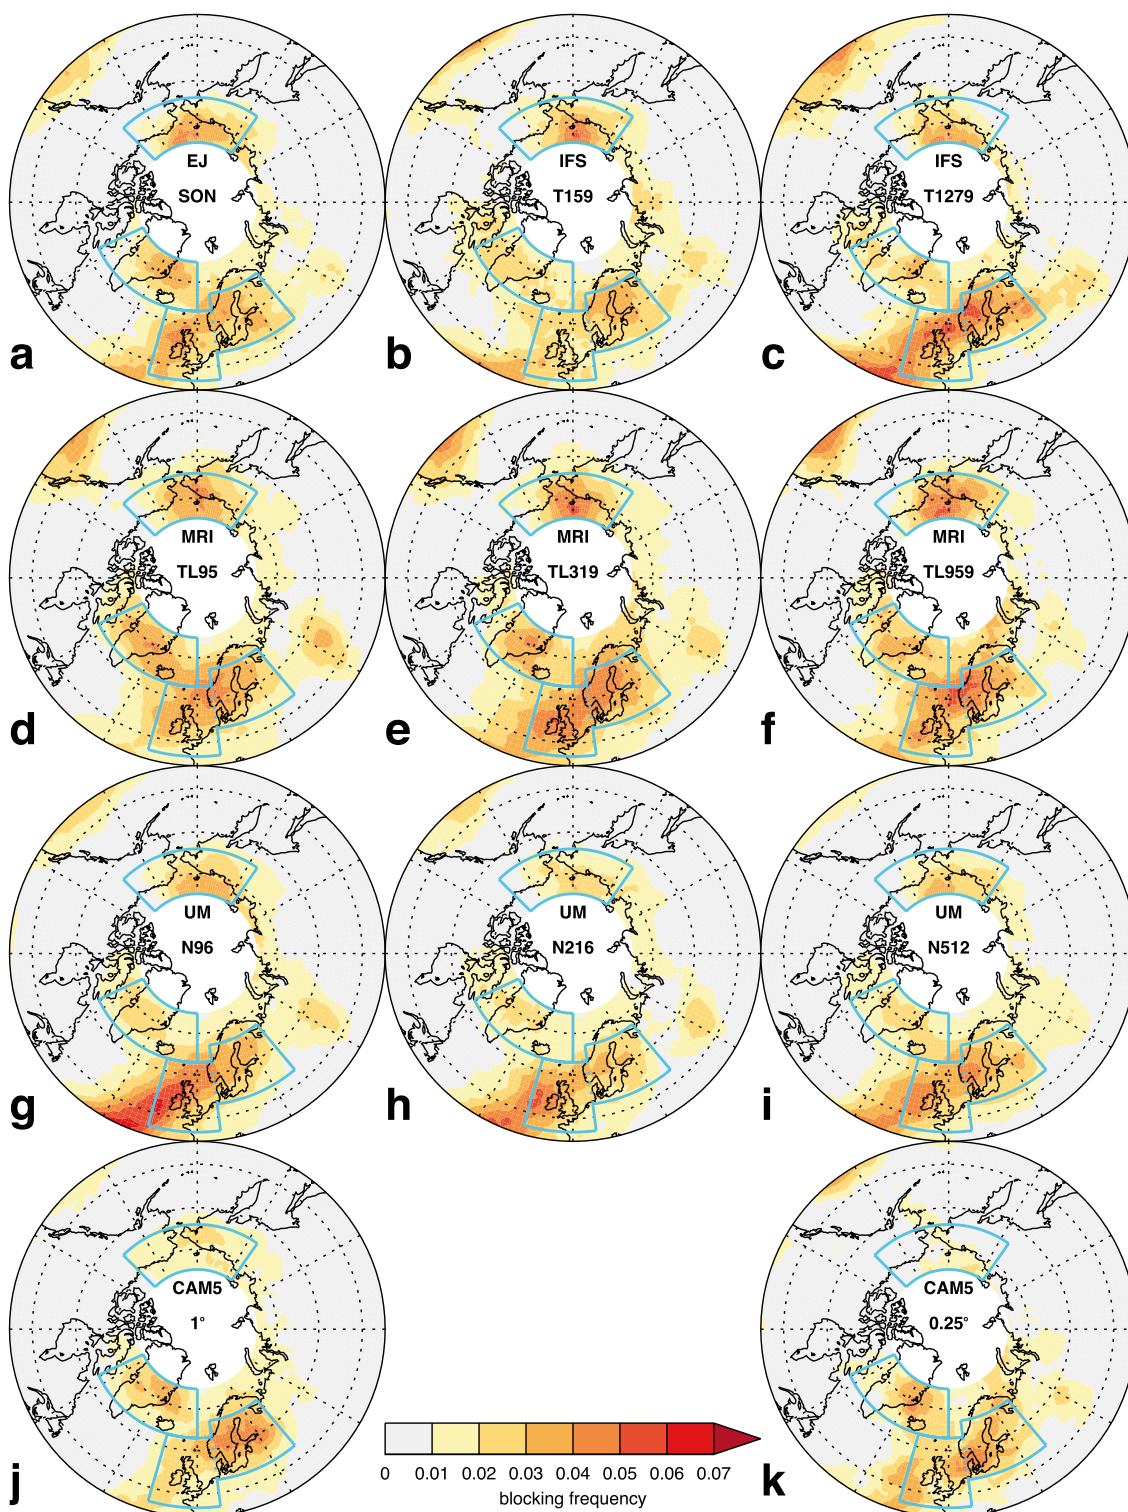 EJ
SON
a
IFS
T159
b
IFS
T1279
c
MRI
TL95
d
MRI
TL319
e
MRI
TL959
f
UM
N96
g
UM
N216
h
UM
N512
i
CAM5
1°
j
CAM5
0.25°
k
0 0.01 0.02 0.03 0.04 0.05 0.06 0.07
blocking frequency